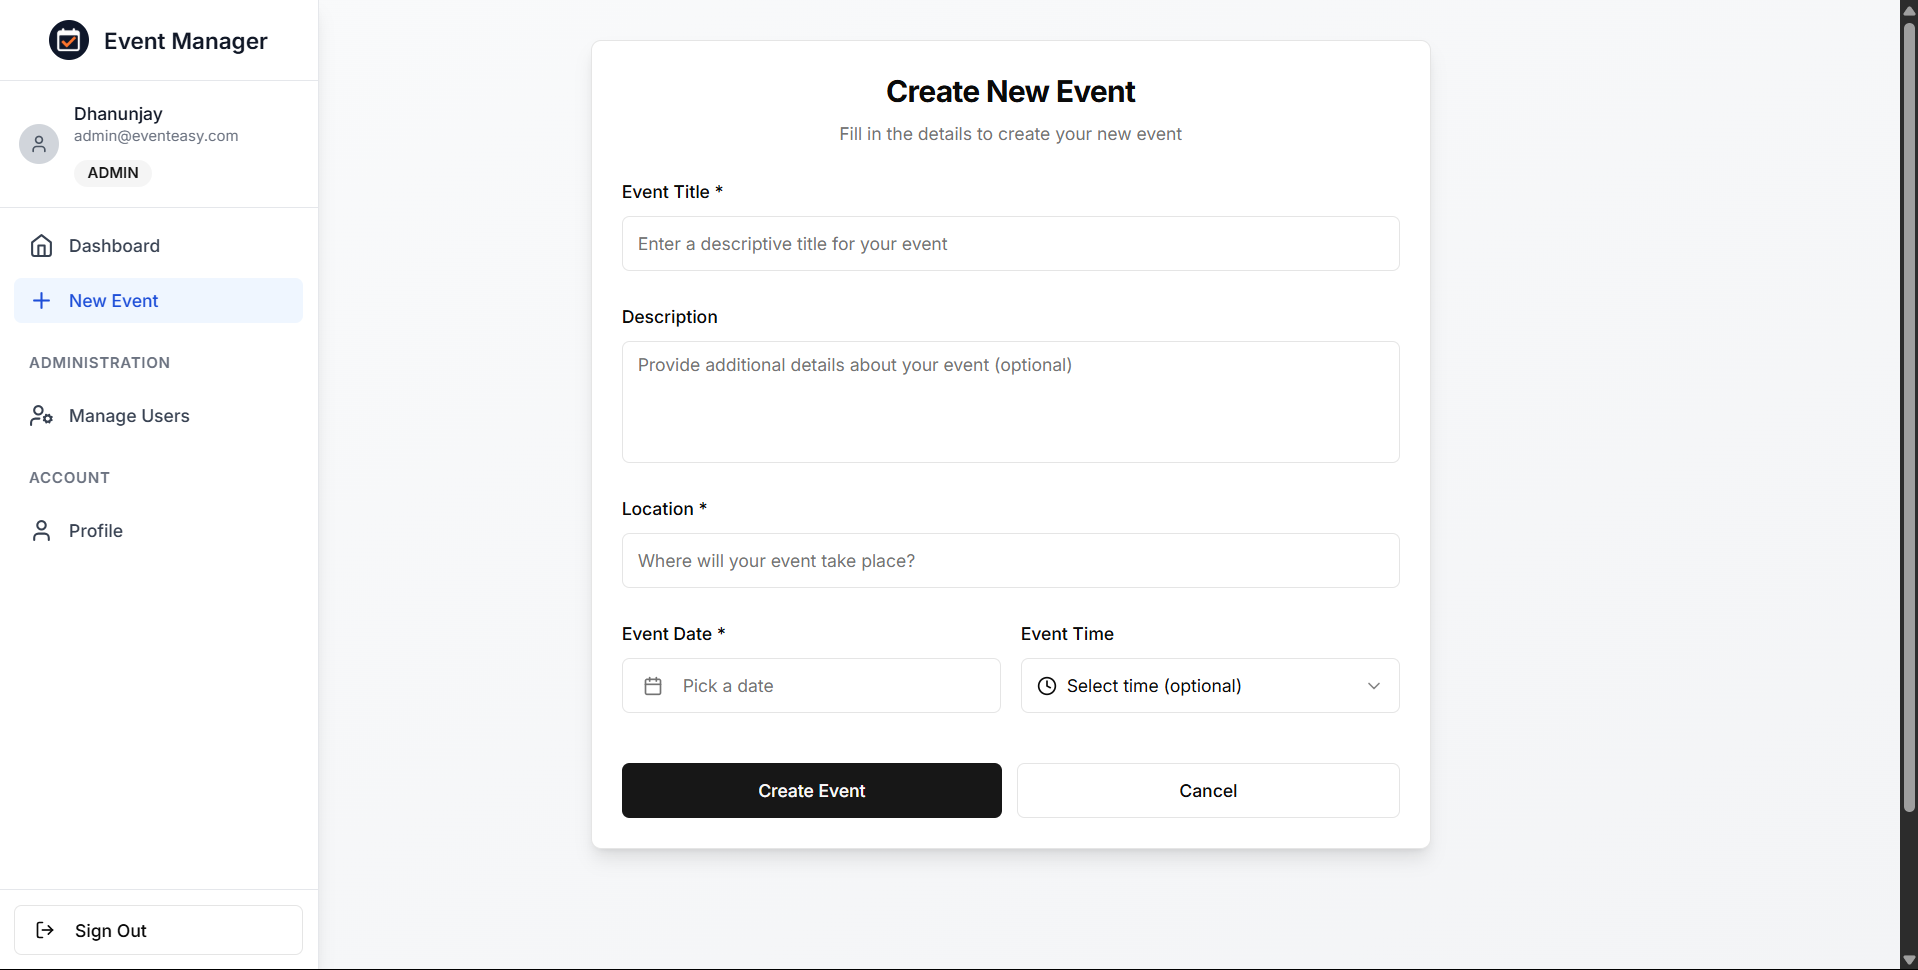 Event Manager
Dhanunjay
admin@eventeasy.com
ADMIN
Dashboard
New Event
ADMINISTRATION
Manage Users
ACCOUNT
Profile
Sign Out
Create New Event
Fill in the details to create your new event
Event Title *
Enter a descriptive title for your event
Description
Provide additional details about your event (optional)
Location *
Where will your event take place?
Event Date *
Event Time
Pick a date
Select time (optional)
Create Event
Cancel